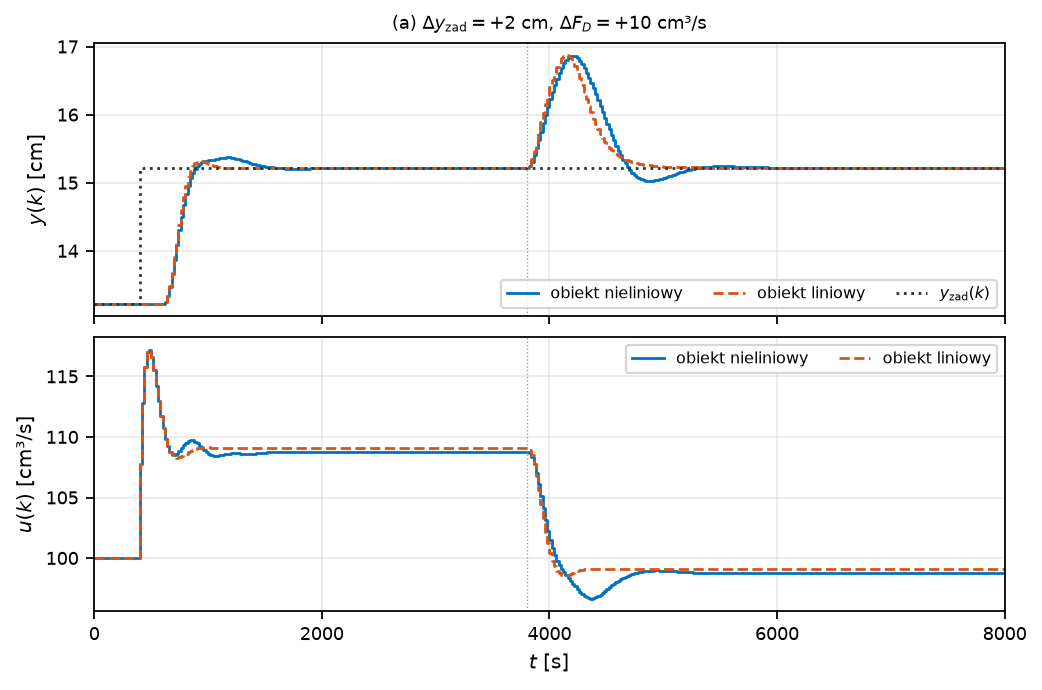 (a) Δy_zad = +2 cm, ΔF_D = +10 cm³/s
17
16
15
14
y(k) [cm]
obiekt nieliniowy obiekt liniowy y_zad(k)
obiekt nieliniowy obiekt liniowy
115
110
105
100
u(k) [cm³/s]
0 2000 4000 6000 8000
t [s]